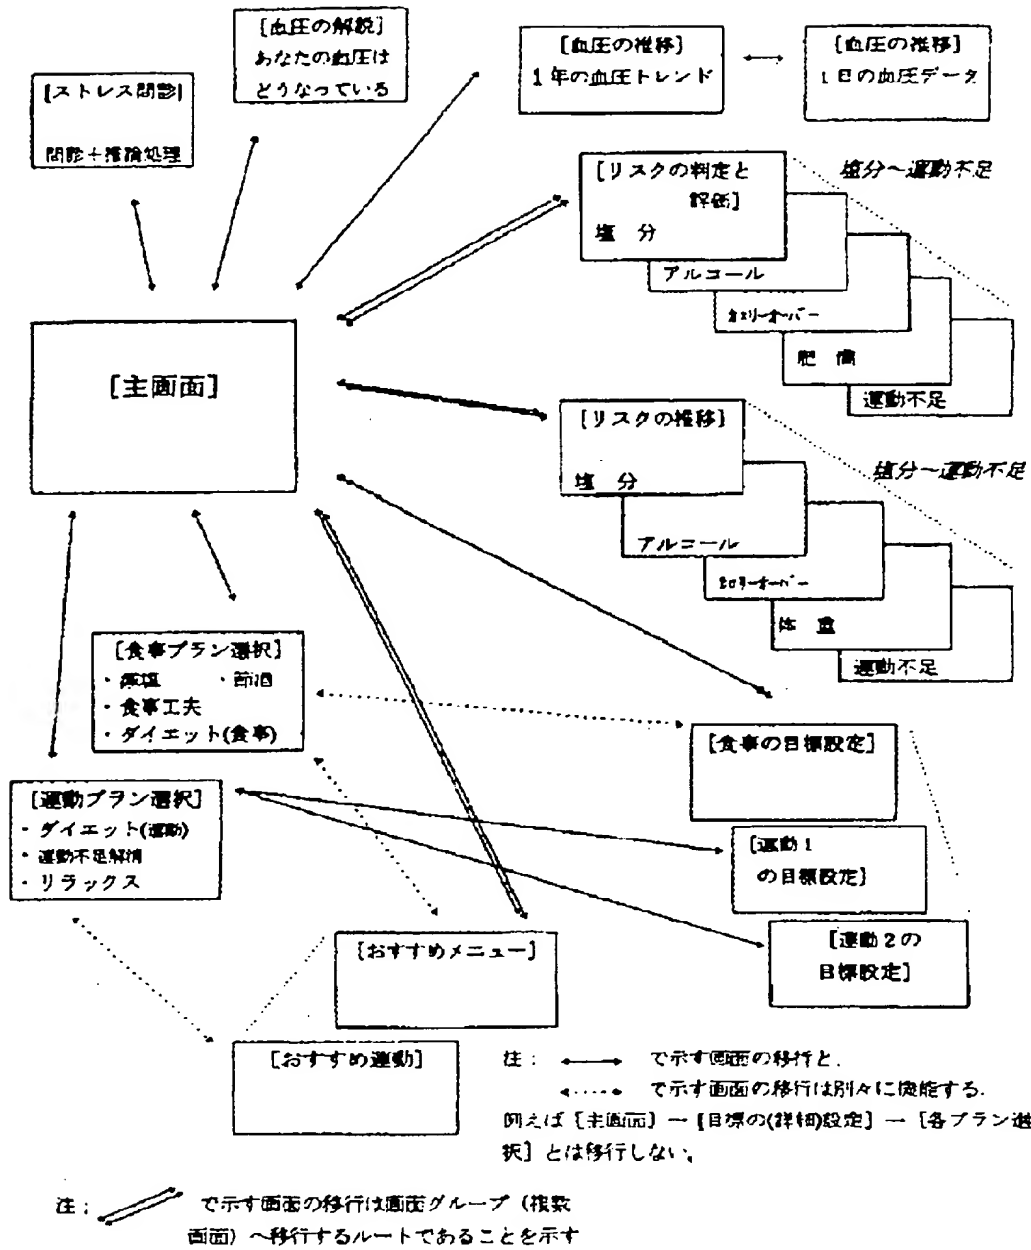 [血圧の解説]
あなたの血圧は
どうなっている
[ストレス問診]
問診＋推論処理
[血圧の推移]
1年の血圧トレンド
[血圧の推移]
1日の血圧データ
[リスクの判定と
評価]
塩 分
アルコール
カロリーオーバー
肥 満
運動不足
塩分～運動不足
[主画面]
[リスクの推移]
塩 分
アルコール
カロリーオーバー
体 重
運動不足
塩分～運動不足
[食事プラン選択]
・減塩 ・節酒
・食事工夫
・ダイエット(食事)
[運動プラン選択]
・ダイエット(運動)
・運動不足解消
・リラックス
[食事の目標設定]
[運動1
の目標設定]
[運動2の
目標設定]
[おすすめメニュー]
[おすすめ運動]
注： で示す画面の移行と、
で示す画面の移行は別々に機能する.
例えば [主画面] → [目標の(詳細)設定] → [各プラン選
択] とは移行しない。
注： で示す画面の移行は画面グループ（複数
画面）へ移行するルートであることを示す